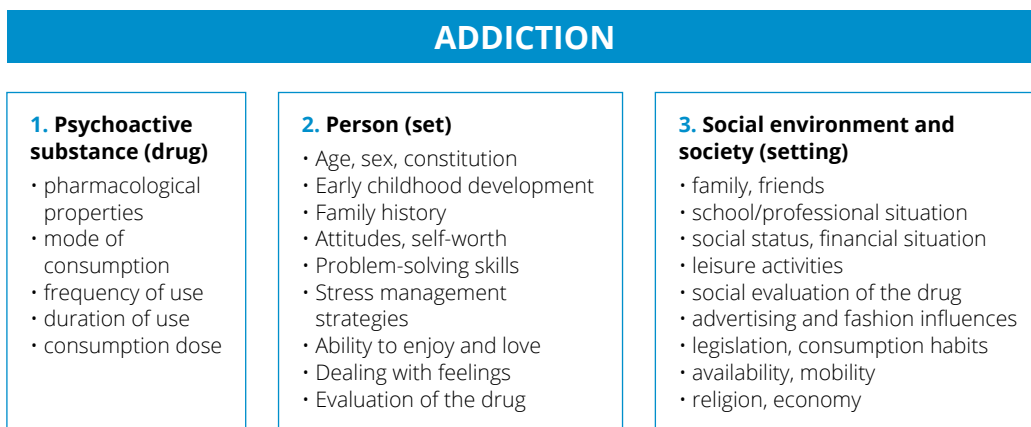 ADDICTION
1. Psychoactive
substance (drug)
• pharmacological
properties
• mode of
consumption
• frequency of use
• duration of use
• consumption dose
2. Person (set)
• Age, sex, constitution
• Early childhood development
• Family history
• Attitudes, self-worth
• Problem-solving skills
• Stress management
strategies
• Ability to enjoy and love
• Dealing with feelings
• Evaluation of the drug
3. Social environment and
society (setting)
• family, friends
• school/professional situation
• social status, financial situation
• leisure activities
• social evaluation of the drug
• advertising and fashion influences
• legislation, consumption habits
• availability, mobility
• religion, economy